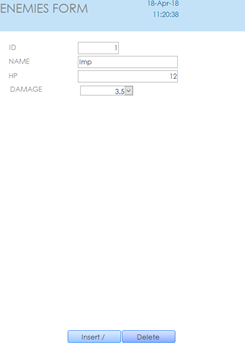 ENEMIES FORM
18-Apr-18
11:20:38
ID 1
NAME Imp
HP 12
DAMAGE 3.5
Insert / Delete